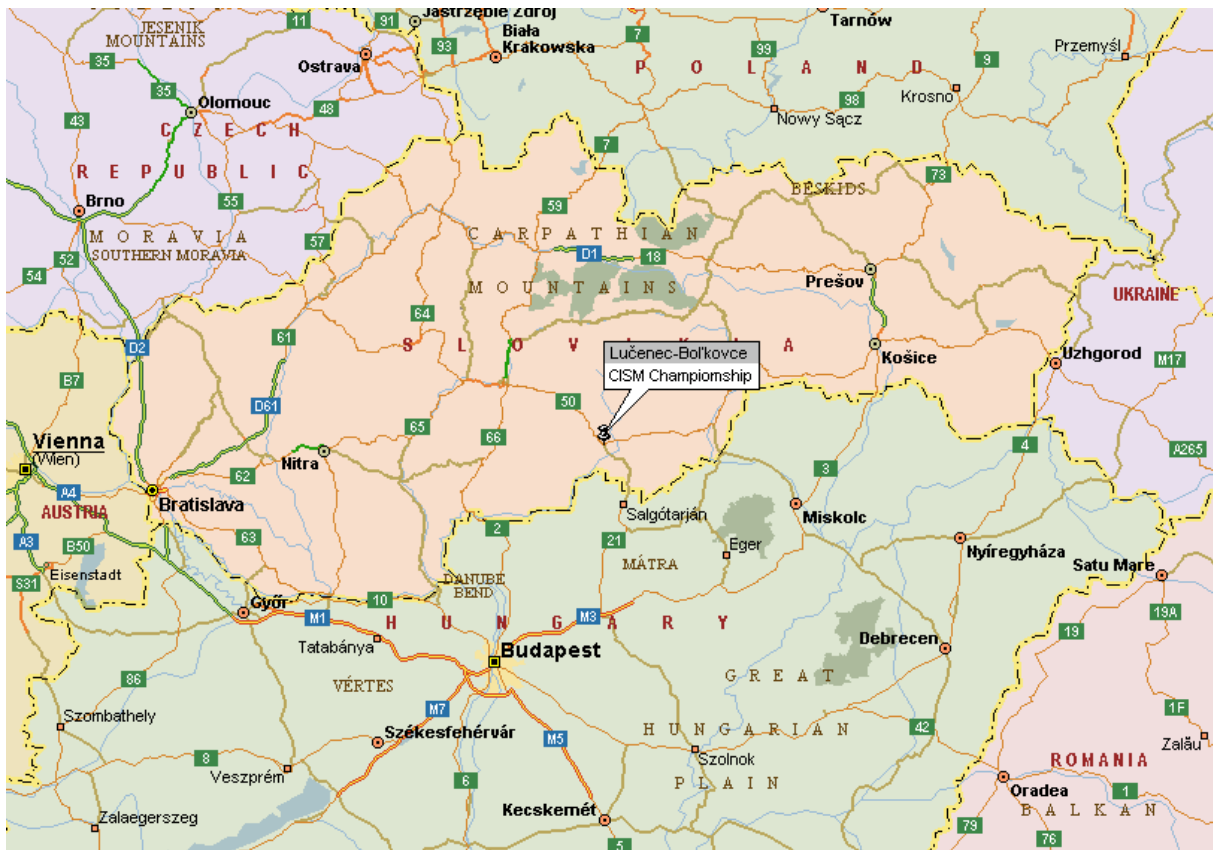 11
91
Jastrzębie Zdrój
Tarnów
JESENIK
MOUNTAINS
35
93
Biała
Krakowska
7
99
9
Przemyśl
Ostrava
P O L A N D
35
Olomouc
48
98
Krosno
43
Nowy Sącz
C Z E C H
7
R E P U B L I C
73
BESKIDS
Brno
55
59
M O R A V I A
57
C A R P A T H I A N
52
SOUTHERN MORAVIA
D1
18
54
Prešov
M O U N T A I N S
UKRAINE
64
61
S L O V A K I A
D2
Lučenec-Boľkovce
Košice
Uzhgorod
M17
B7
CISM Champiomship
D61
50
65
66
Vienna
(Wien)
4
A265
Nitra
62
3
A4
Bratislava
AUSTRIA
Salgótarján
Miskolc
2
A3
B50
63
21
Eger
Nyíregyháza
MÁTRA
Satu Mare
Eisenstadt
S31
DANUBE
BEND
10
Győr
M1
M3
19A
H U N G A R Y
19
Tatabánya
Debrecen
Budapest
86
VÉRTES
G R E A T
M7
1F
Szombathely
H U N G A R I A N
42
Székesfehérvár
M5
Zalău
8
Szolnok
ROMANIA
Veszprém
6
P L A I N
Oradea
1
Kecskemét
B A L K A N
Zalaegerszeg
79
76
5